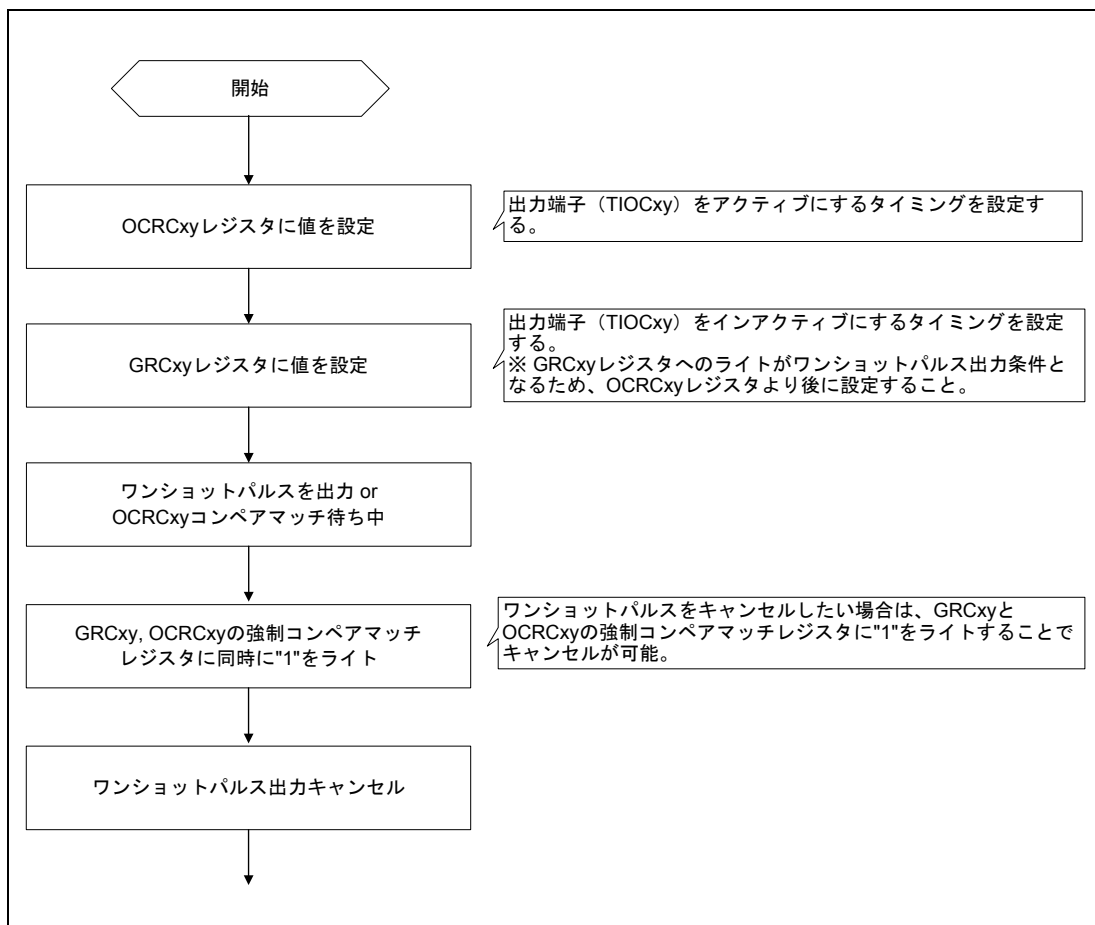 開始
OCRCxyレジスタに値を設定
出力端子（TIOCxy）をアクティブにするタイミングを設定す
る。
GRCxyレジスタに値を設定
出力端子（TIOCxy）をインアクティブにするタイミングを設定
する。
※ GRCxyレジスタへのライトがワンショットパルス出力条件と
なるため、OCRCxyレジスタより後に設定すること。
ワンショットパルスを出力 or
OCRCxyコンペアマッチ待ち中
GRCxy, OCRCxyの強制コンペアマッチ
レジスタに同時に"1"をライト
ワンショットパルスをキャンセルしたい場合は、GRCxyと
OCRCxyの強制コンペアマッチレジスタに"1"をライトすることで
キャンセルが可能。
ワンショットパルス出力キャンセル